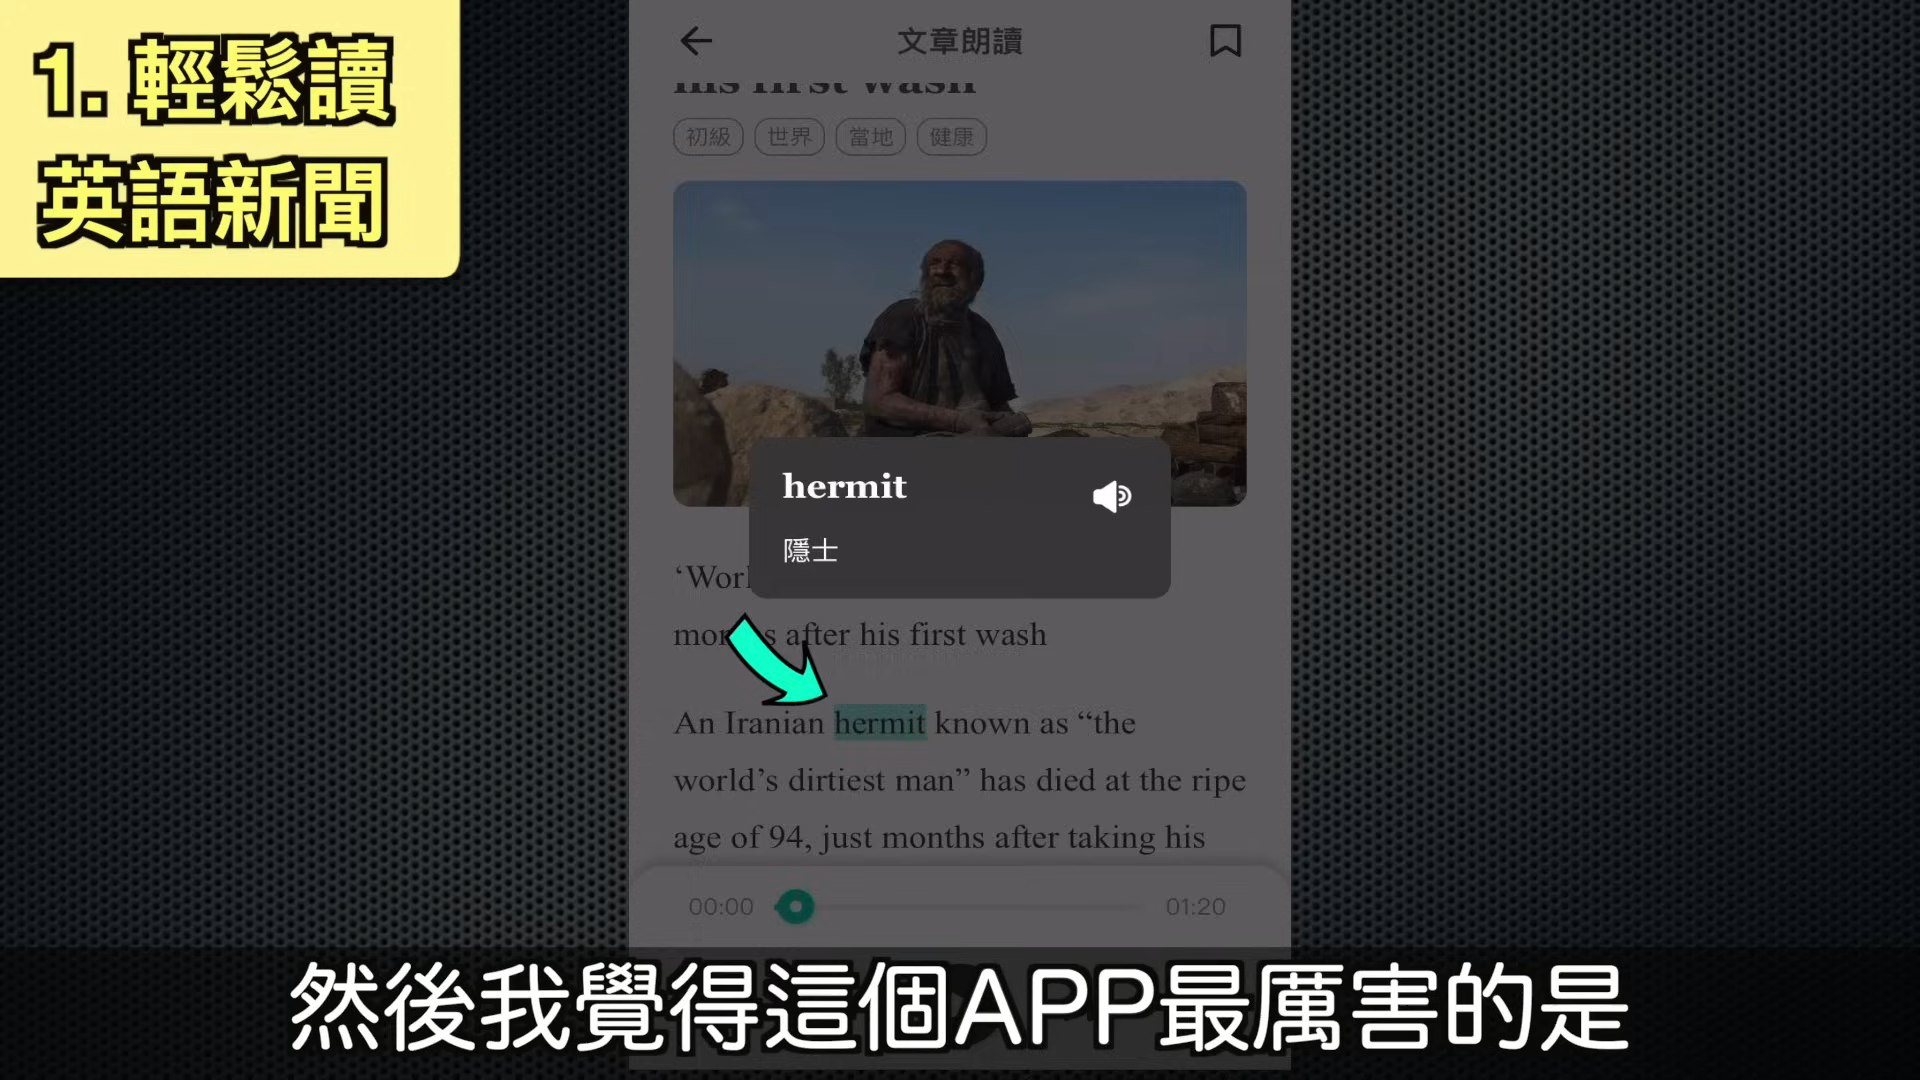 1. 輕鬆讀
英語新聞
文章朗讀
his first wash
初級 世界 當地 健康
hermit
隱士
‘Worl
after his first wash
An Iranian hermit known as “the
world’s dirtiest man” has died at the ripe
age of 94, just months after taking his
00:00 01:20
然後我覺得這個APP最厲害的是